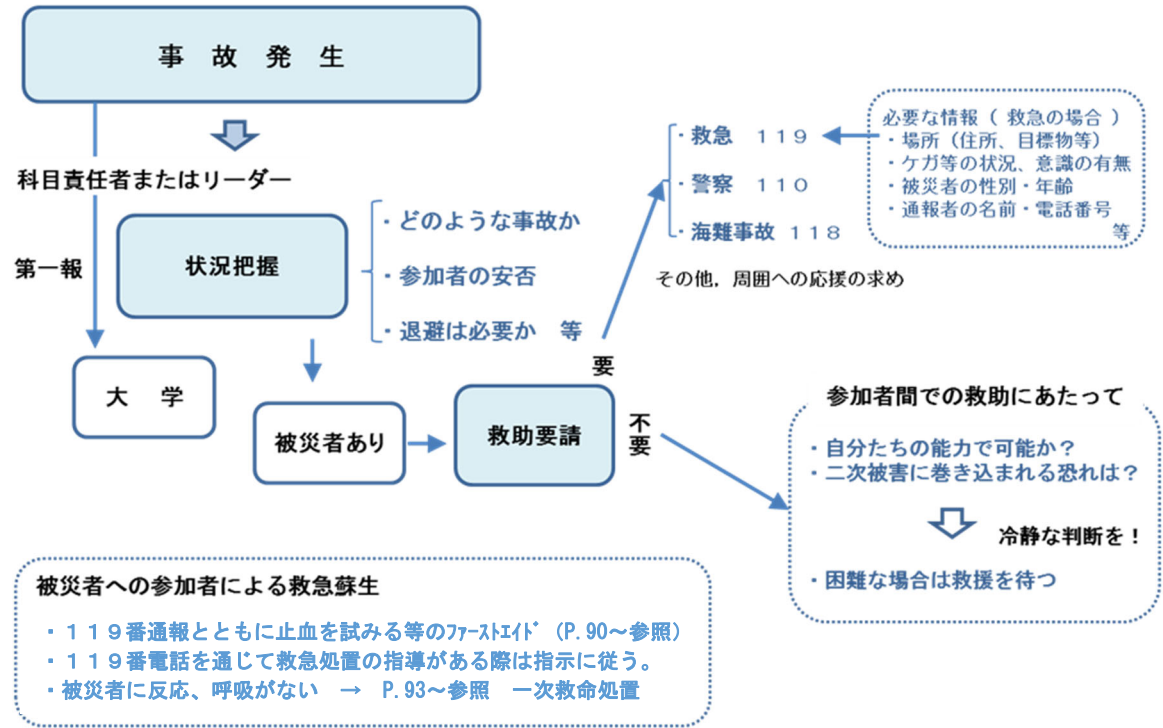 事 故 発 生
科目責任者またはリーダー
第一報
大 学
状況把握
・どのような事故か
・参加者の安否
・退避は必要か 等
被災者あり
救助要請
要
不要
・救急 １１９
・警察 １１０
・海難事故 １１８
その他，周囲への応援の求め
必要な情報（ 救急の場合 ）
・場所（住所、目標物等）
・ケガ等の状況、意識の有無
・被災者の性別・年齢
・通報者の名前・電話番号
等
参加者間での救助にあたって
・自分たちの能力で可能か？
・二次被害に巻き込まれる恐れは？
冷静な判断を！
・困難な場合は救援を待つ
被災者への参加者による救急蘇生
・１１９番通報とともに止血を試みる等のﾌｧｰｽﾄｴｲﾄﾞ (P.90～参照)
・１１９番電話を通じて救急処置の指導がある際は指示に従う。
・被災者に反応、呼吸がない → P.93～参照 一次救命処置